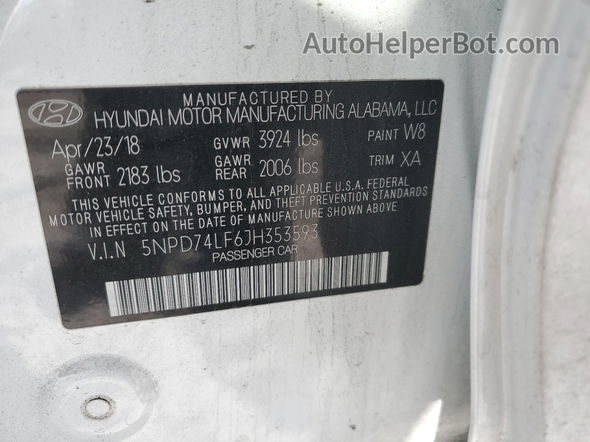 AutoHelperBot.com
MANUFACTURED BY
HYUNDAI MOTOR MANUFACTURING ALABAMA, LLC
Apr/23/18 GVWR 3924 lbs PAINT W8
GAWR FRONT 2183 lbs GAWR REAR 2006 lbs TRIM XA
THIS VEHICLE CONFORMS TO ALL APPLICABLE U.S.A. FEDERAL
MOTOR VEHICLE SAFETY, BUMPER, AND THEFT PREVENTION
STANDARDS IN EFFECT ON THE DATE OF MANUFACTURE SHOWN ABOVE.
V.I.N 5NPD74LF6JH353593
PASSENGER CAR